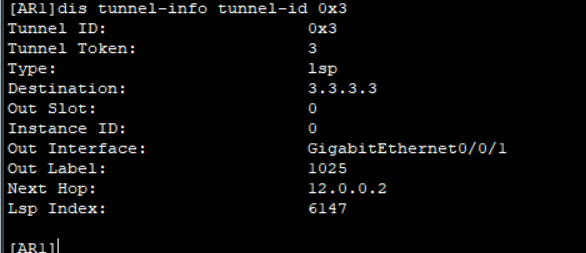 [AR1]dis tunnel-info tunnel-id 0x3
Tunnel ID: 0x3
Tunnel Token: 3
Type: lsp
Destination: 3.3.3.3
Out Slot: 0
Instance ID: 0
Out Interface: GigabitEthernet0/0/1
Out Label: 1025
Next Hop: 12.0.0.2
Lsp Index: 6147
[AR1]